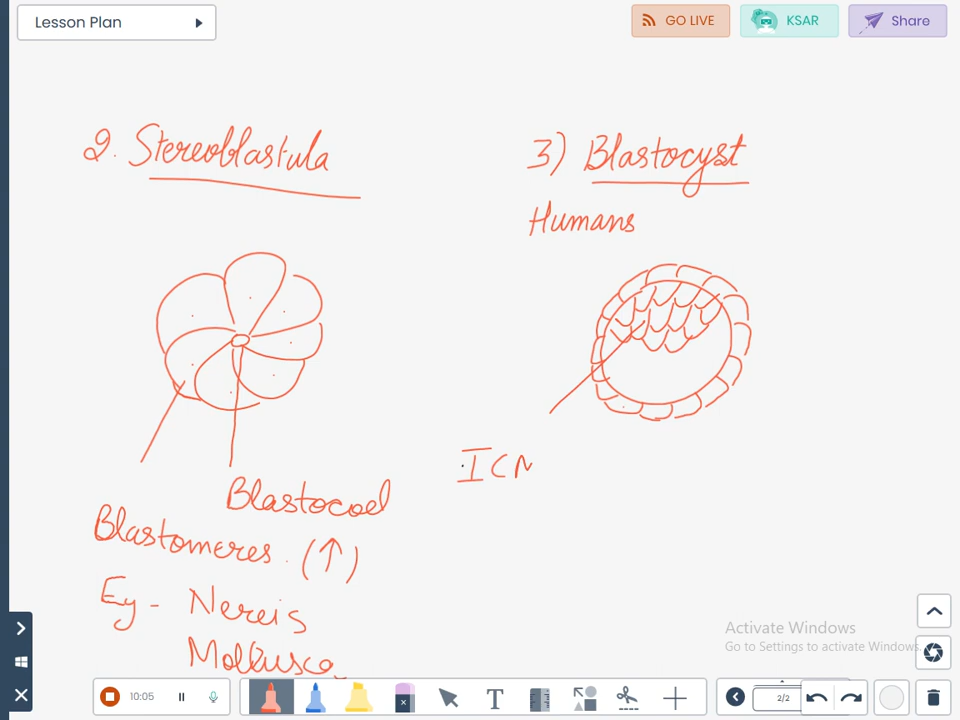 Lesson Plan
GO LIVE
KSAR
Share
2. Stereoblastula
3) Blastocyst
Humans
ICM
Blastocoel
Blastomeres. (↑)
Eg - Nereis
Mollusca
Activate Windows
Go to Settings to activate Windows.
10:05
T
2/2